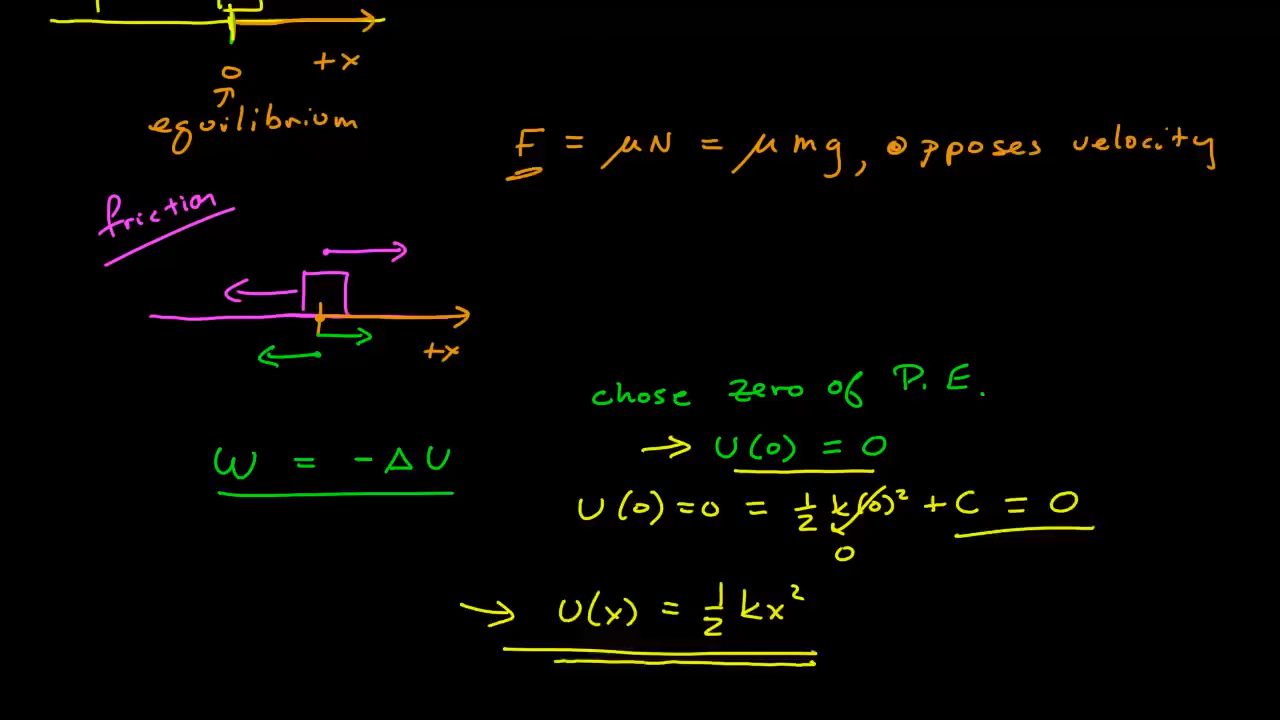 0
+x
equilibrium
F = μN = μmg, opposes velocity
friction
+x
chose zero of P.E.
W = -ΔU
→ U(0) = 0
U(0) = 0 = 1/2 k(0)² + C = 0
0
→ U(x) = 1/2 kx²